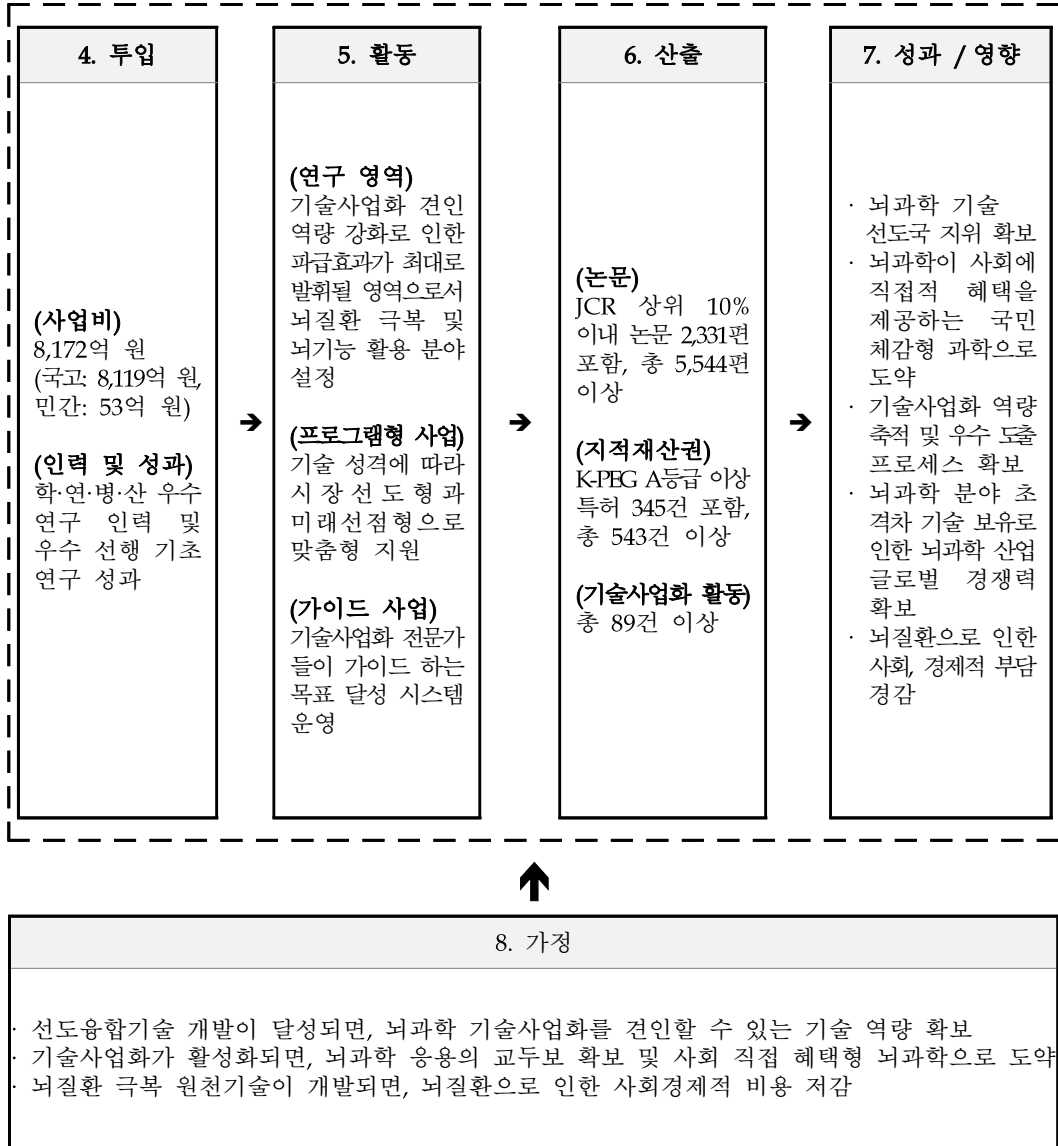 4. 투입
(사업비)
8,172억 원
(국고: 8,119억 원,
민간: 53억 원)
(인력 및 성과)
학·연·병·산 우수
연구 인력 및
우수 선행 기초
연구 성과
➔
5. 활동
(연구 영역)
기술사업화 견인
역량 강화로 인한
파급효과가 최대로
발휘될 영역으로서
뇌질환 극복 및
뇌기능 활용 분야
설정
(프로그램형 사업)
기술 성격에 따라
시장선도형과
미래선점형으로
맞춤형 지원
(가이드 사업)
기술사업화 전문가
들이 가이드 하는
목표 달성 시스템
운영
➔
6. 산출
(논문)
JCR 상위 10%
이내 논문 2,331편
포함, 총 5,544편
이상
(지적재산권)
K-PEG A등급 이상
특허 345건 포함,
총 543건 이상
(기술사업화 활동)
총 89건 이상
➔
7. 성과 / 영향
· 뇌과학 기술
선도국 지위 확보
· 뇌과학이 사회에
직접적 혜택을
제공하는 국민
체감형 과학으로
도약
· 기술사업화 역량
축적 및 우수 도출
프로세스 확보
· 뇌과학 분야 초
격차 기술 보유로
인한 뇌과학 산업
글로벌 경쟁력
확보
· 뇌질환으로 인한
사회, 경제적 부담
경감
8. 가정
· 선도융합기술 개발이 달성되면, 뇌과학 기술사업화를 견인할 수 있는 기술 역량 확보
· 기술사업화가 활성화되면, 뇌과학 응용의 교두보 확보 및 사회 직접 혜택형 뇌과학으로 도약
· 뇌질환 극복 원천기술이 개발되면, 뇌질환으로 인한 사회경제적 비용 저감